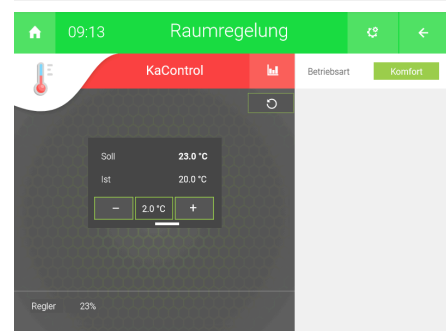 09:13 Raumregelung
KaControl
Betriebsart Komfort
Soll 23.0 °C
Ist 20.0 °C
− 2.0 °C +
Regler 23%